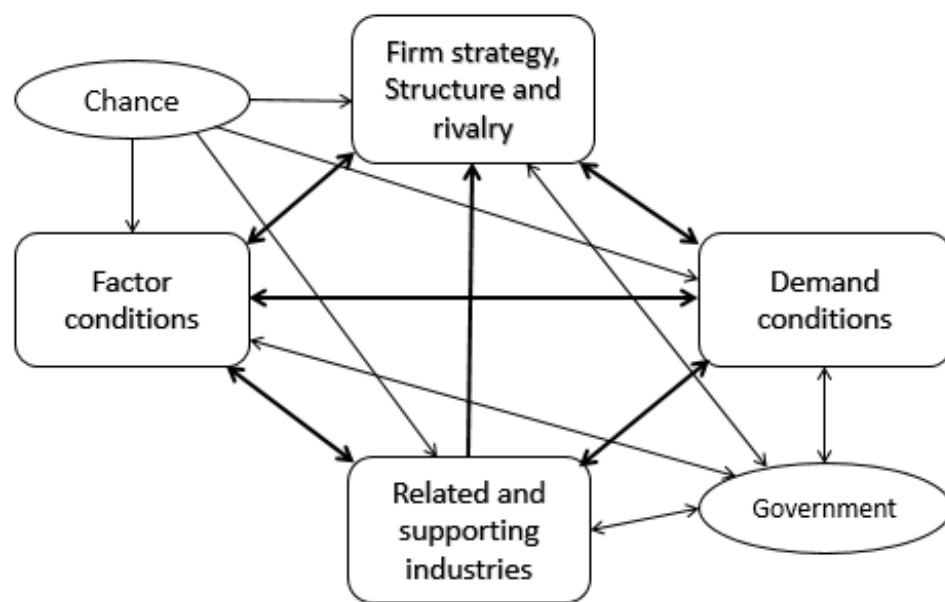 Firm strategy,
Structure and
rivalry
Chance
Factor
conditions
Demand
conditions
Related and
supporting
industries
Government